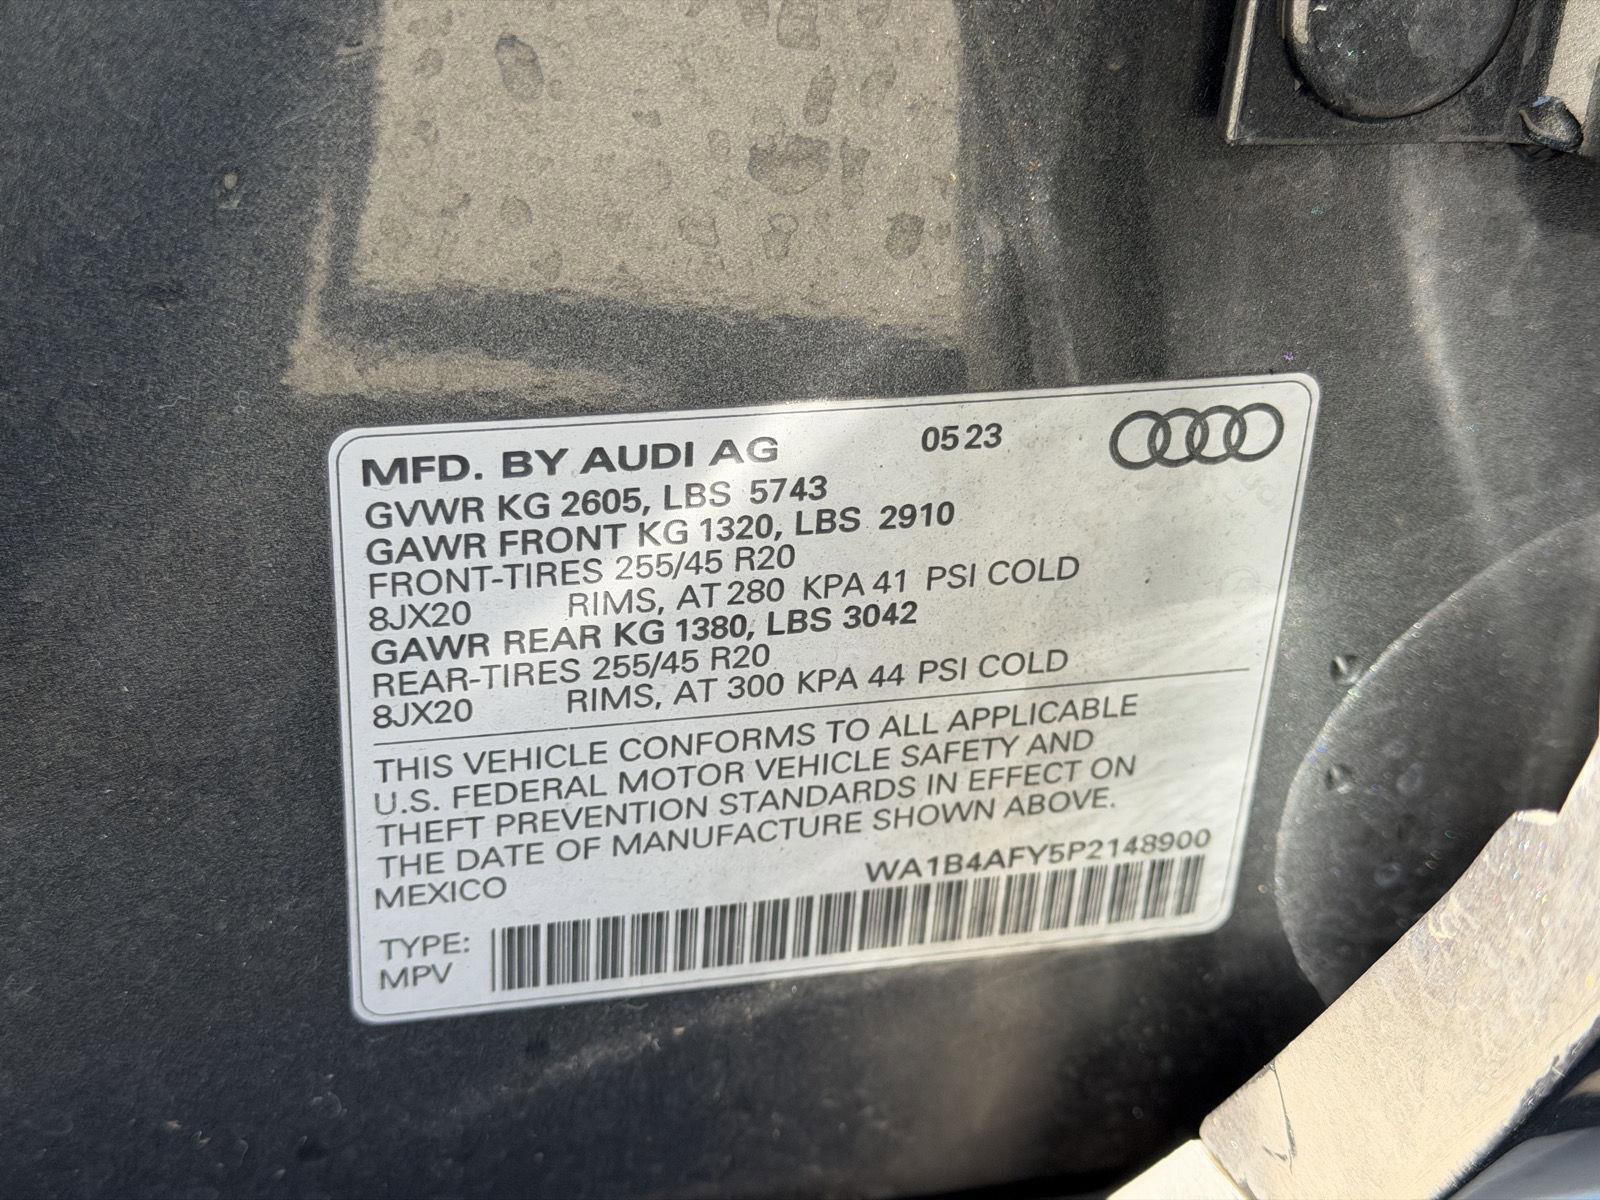 MFD. BY AUDI AG 05 23
GVWR KG 2605, LBS 5743
GAWR FRONT KG 1320, LBS 2910
FRONT-TIRES 255/45 R20
8JX20 RIMS, AT 280 KPA 41 PSI COLD
GAWR REAR KG 1380, LBS 3042
REAR-TIRES 255/45 R20
8JX20 RIMS, AT 300 KPA 44 PSI COLD
THIS VEHICLE CONFORMS TO ALL APPLICABLE
U.S. FEDERAL MOTOR VEHICLE SAFETY AND
THEFT PREVENTION STANDARDS IN EFFECT ON
THE DATE OF MANUFACTURE SHOWN ABOVE.
MEXICO WA1B4AFY5P2148900
TYPE:
MPV